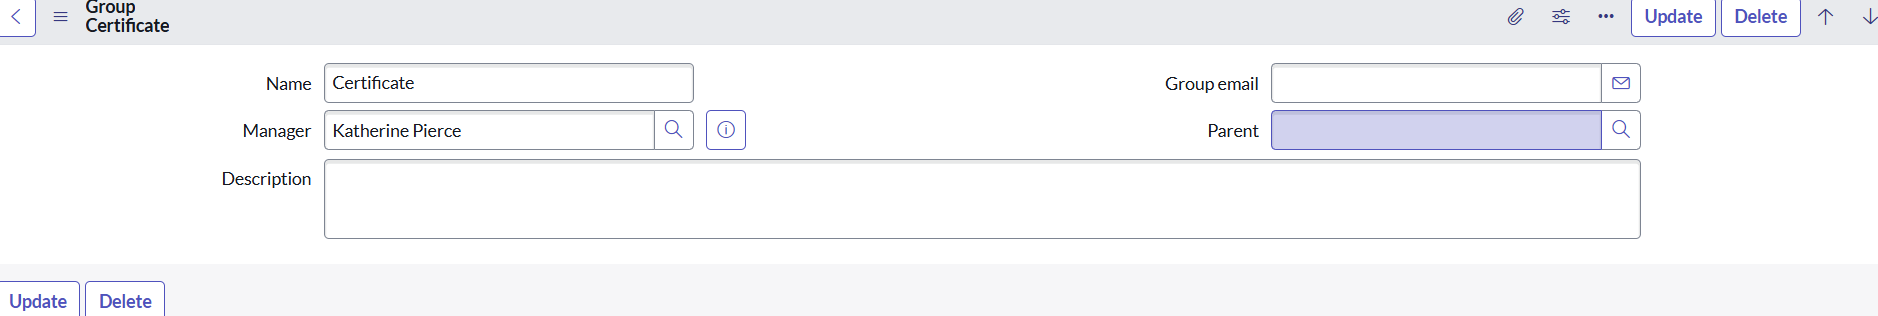 Group
Certificate
Update
Delete
Name
Certificate
Group email
Manager
Katherine Pierce
Parent
Description
Update
Delete